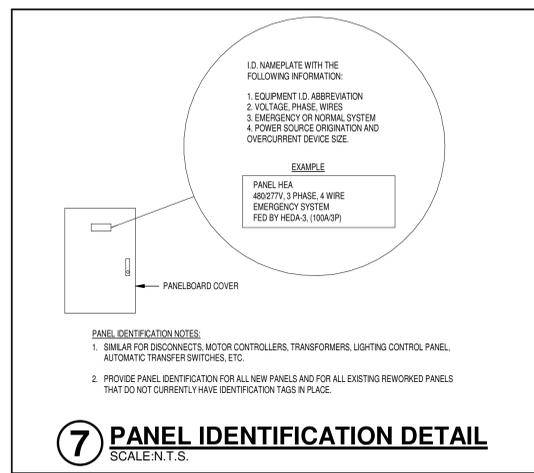 I.D. NAMEPLATE WITH THE
FOLLOWING INFORMATION:
1. EQUIPMENT I.D. ABBREVIATION
2. VOLTAGE, PHASE, WIRES
3. EMERGENCY OR NORMAL SYSTEM
4. POWER SOURCE ORIGINATION AND
OVERCURRENT DEVICE SIZE.
EXAMPLE
PANEL HEA
480/277V, 3 PHASE, 4 WIRE
EMERGENCY SYSTEM
FED BY HEDA-3, (100A/3P)
PANELBOARD COVER
PANEL IDENTIFICATION NOTES:
1. SIMILAR FOR DISCONNECTS, MOTOR CONTROLLERS, TRANSFORMERS, LIGHTING CONTROL PANEL,
AUTOMATIC TRANSFER SWITCHES, ETC.
2. PROVIDE PANEL IDENTIFICATION FOR ALL NEW PANELS AND FOR ALL EXISTING REWORKED PANELS
THAT DO NOT CURRENTLY HAVE IDENTIFICATION TAGS IN PLACE.
7 PANEL IDENTIFICATION DETAIL
SCALE:N.T.S.